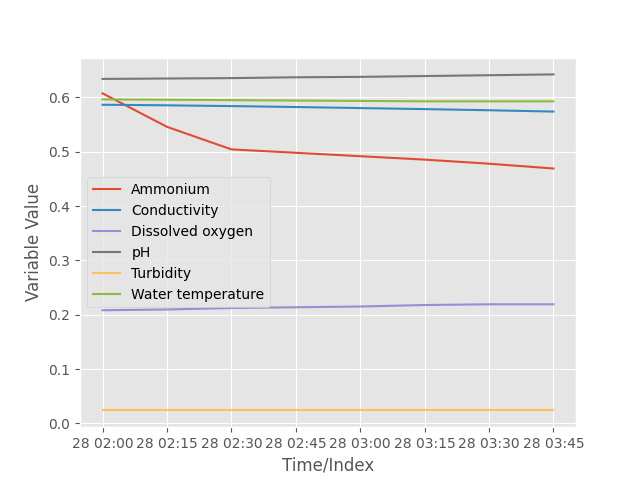 0.6
0.5
0.4
0.3
0.2
0.1
0.0
Variable Value
Ammonium
Conductivity
Dissolved oxygen
pH
Turbidity
Water temperature
28 02:00 28 02:15 28 02:30 28 02:45 28 03:00 28 03:15 28 03:30 28 03:45
Time/Index